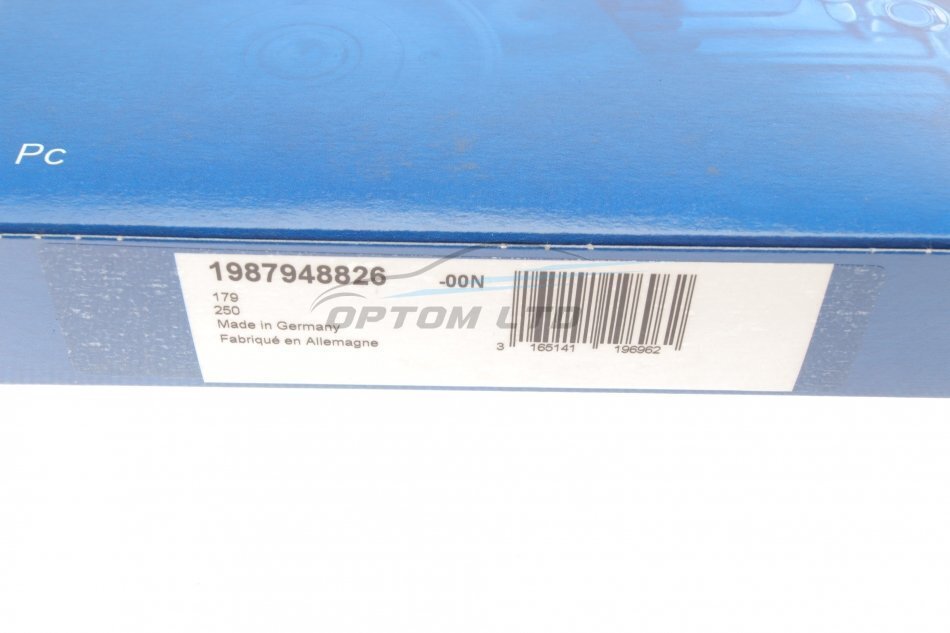 Pc
1987948826 -00N
179
250
Made in Germany
Fabriqué en Allemagne
3 165141 196962
OPTOM LTD